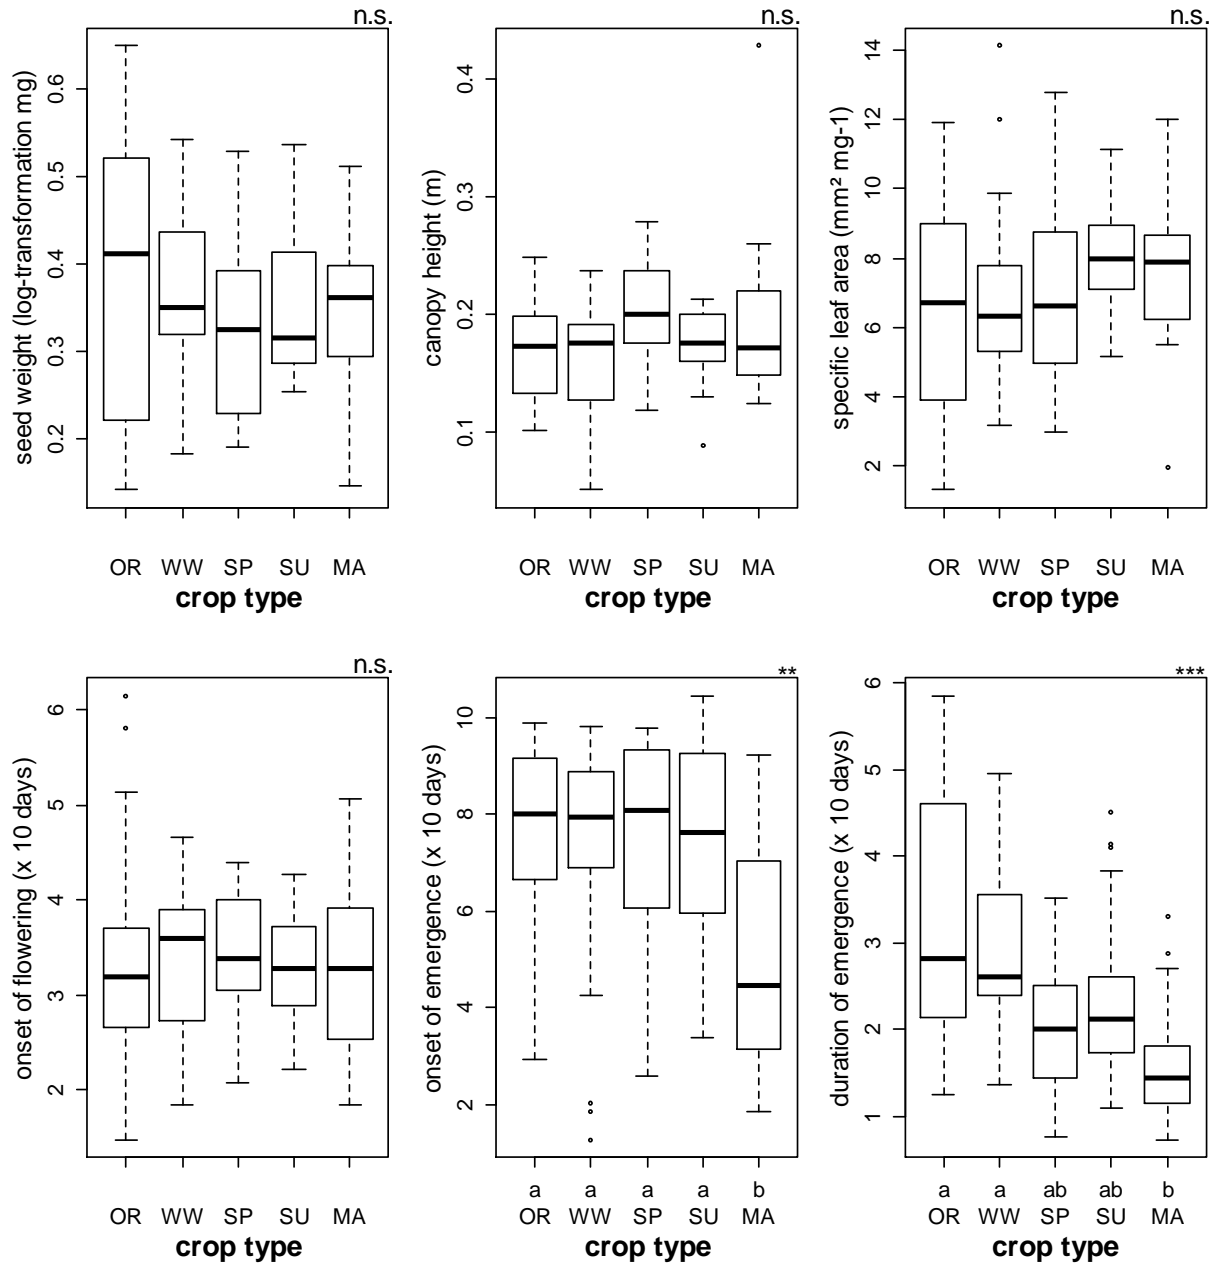 n.s.
seed weight (log-transformation mg)
0.6
0.5
0.4
0.3
0.2
OR WW SP SU MA
crop type
n.s.
canopy height (m)
0.4
0.3
0.2
0.1
OR WW SP SU MA
crop type
n.s.
specific leaf area (mm² mg-1)
14
12
10
8
6
4
2
OR WW SP SU MA
crop type
n.s.
onset of flowering (x 10 days)
6
5
4
3
2
OR WW SP SU MA
crop type
**
onset of emergence (x 10 days)
10
8
6
4
2
a a a a b
OR WW SP SU MA
crop type
***
duration of emergence (x 10 days)
6
5
4
3
2
1
a a ab ab b
OR WW SP SU MA
crop type